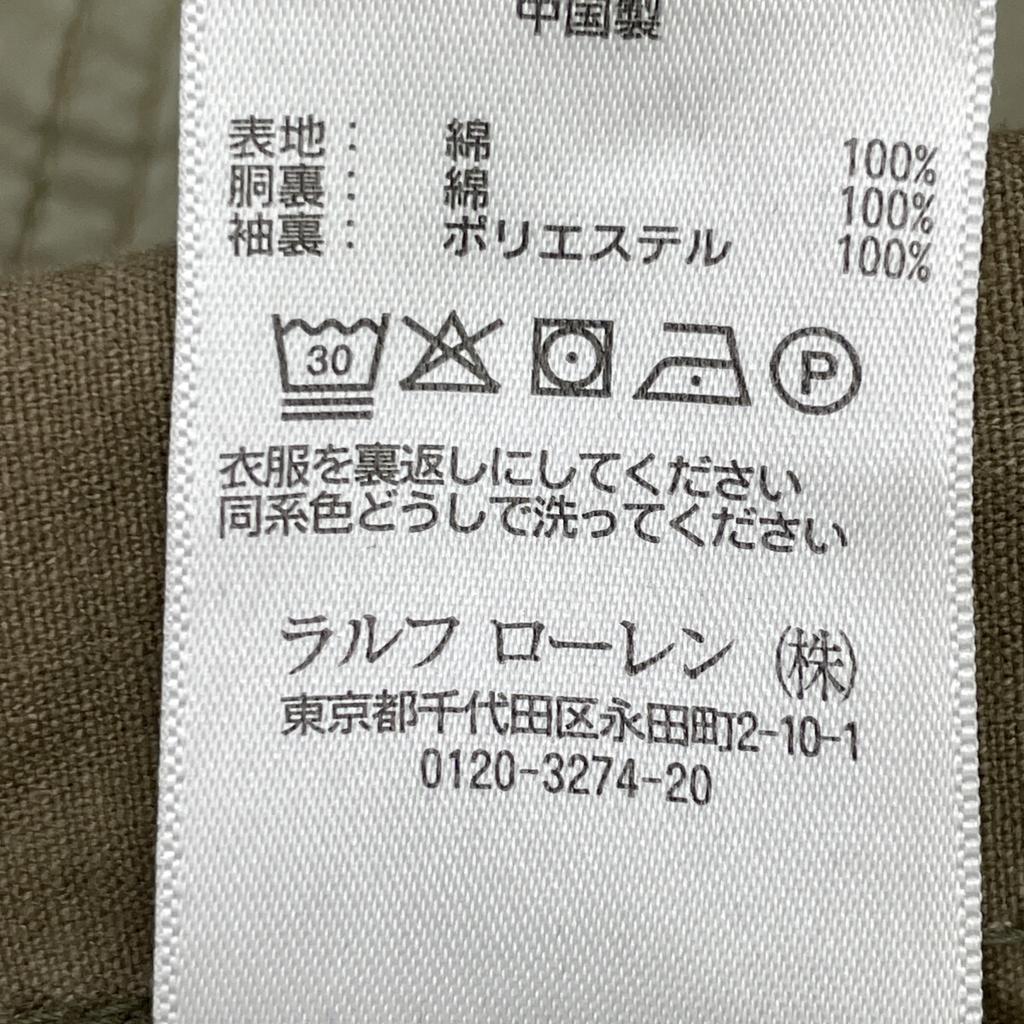 中国製
表地： 綿 100%
胴裏： 綿 100%
袖裏： ポリエステル 100%
30 P
衣服を裏返しにしてください
同系色どうしで洗ってください
ラルフ ローレン (株)
東京都千代田区永田町2-10-1
0120-3274-20